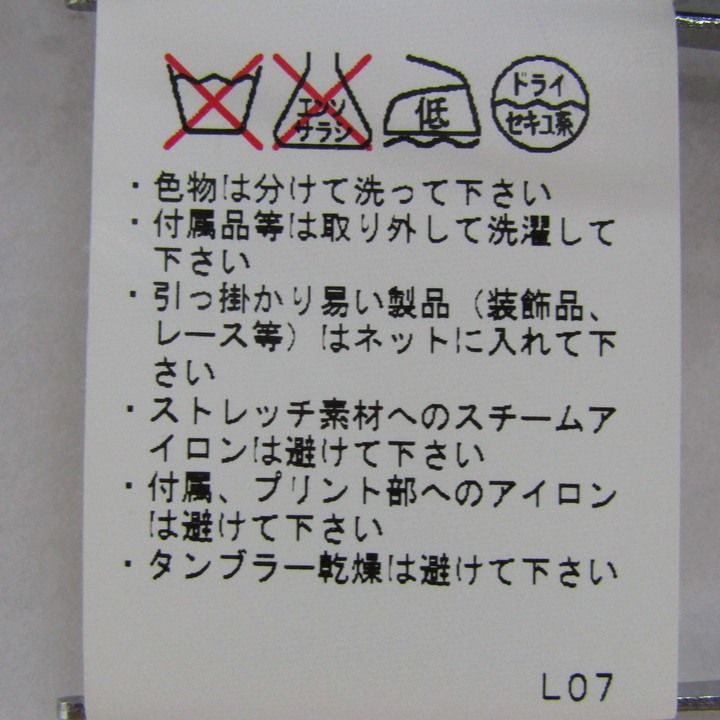 エンソ サラシ
低
ドライ
セキユ系
・色物は分けて洗って下さい
・付属品等は取り外して洗濯して
下さい
・引っ掛かり易い製品（装飾品、
レース等）はネットに入れて下
さい
・ストレッチ素材へのスチームア
イロンは避けて下さい
・付属、プリント部へのアイロン
は避けて下さい
・タンブラー乾燥は避けて下さい
L07